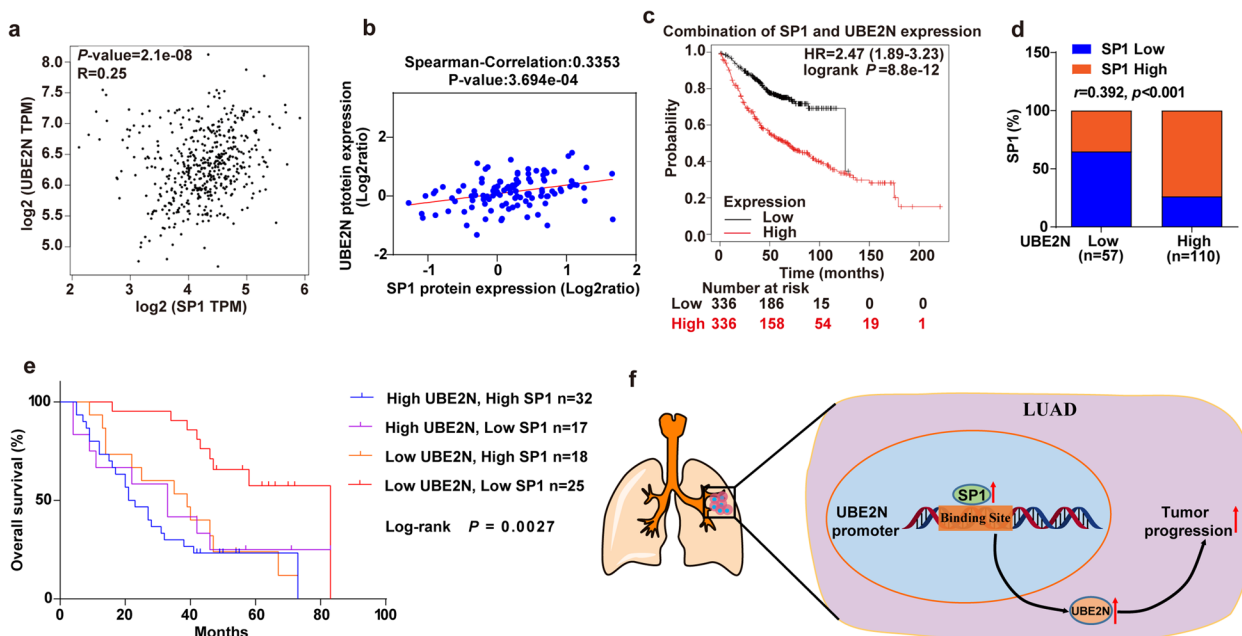 a
P-value=2.1e-08
R=0.25
8.0
7.5
7.0
6.5
6.0
5.5
5.0
log2 (UBE2N TPM)
2
3
4
5
6
log2 (SP1 TPM)
b
Spearman-Correlation:0.3353
P-value:3.694e-04
UBE2N ptotein expression
(Log2ratio)
2
0
-2
-1
0
1
2
SP1 protein expression (Log2ratio)
c
Combination of SP1 and UBE2N expression
HR=2.47 (1.89-3.23)
logrank P =8.8e-12
Probability
1.0
0.8
0.6
0.4
0.2
0.0
Expression
Low
High
0
50
100
150
200
Time (months)
Number at risk
Low 336 186 15 0 0
High 336 158 54 19 1
d
SP1 Low
SP1 High
r=0.392, p<0.001
SP1 (%)
150
100
50
0
UBE2N
Low
(n=57)
High
(n=110)
e
Overall survival (%)
100
50
0
0
20
40
60
80
100
Months
High UBE2N, High SP1 n=32
High UBE2N, Low SP1 n=17
Low UBE2N, High SP1 n=18
Low UBE2N, Low SP1 n=25
Log-rank P = 0.0027
f
LUAD
SP1
UBE2N
promoter
Binding Site
Tumor
progression
UBE2N